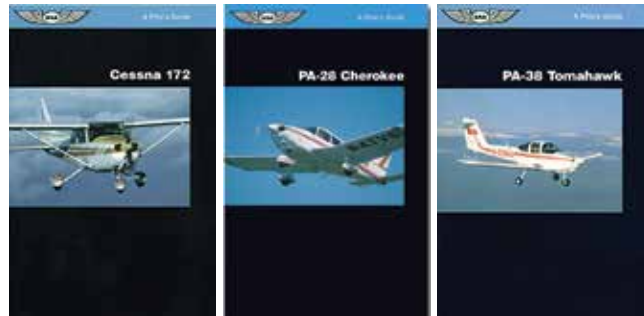 A Pilot's Guide
Cessna 172
A Pilot's Guide
PA-28 Cherokee
A Pilot's Guide
PA-38 Tomahawk